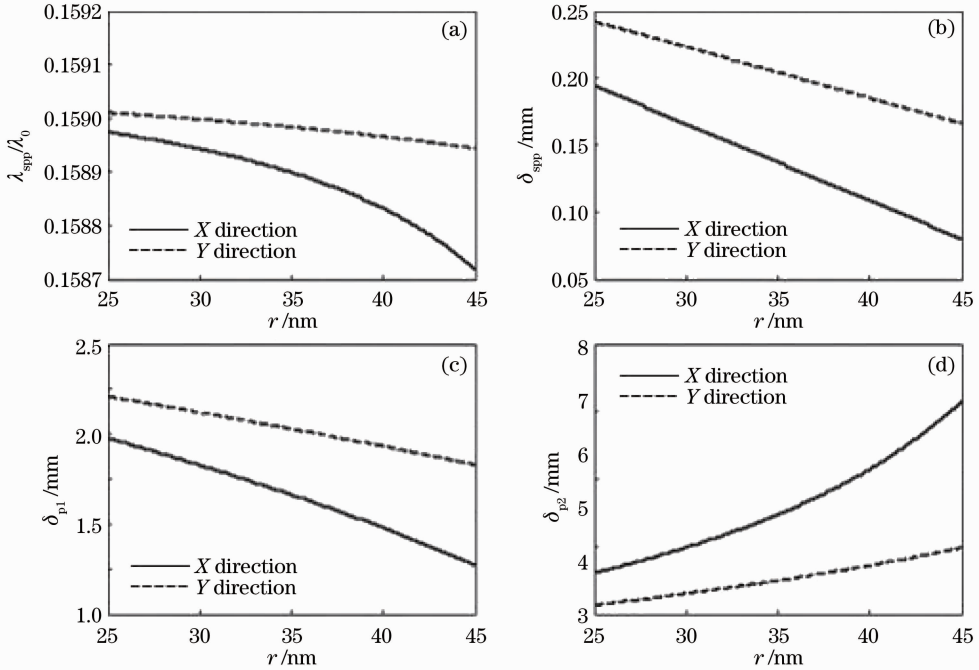 (a)
0.1592
0.1591
0.1590
0.1589
0.1588
0.1587
λspp/λ0
X direction
Y direction
25 30 35 40 45
r/nm
(b)
0.25
0.20
0.15
0.10
0.05
δspp/mm
X direction
Y direction
25 30 35 40 45
r/nm
(c)
2.5
2.0
1.5
1.0
δp1/mm
X direction
Y direction
25 30 35 40 45
r/nm
(d)
8
7
6
5
4
3
δp2/mm
X direction
Y direction
25 30 35 40 45
r/nm